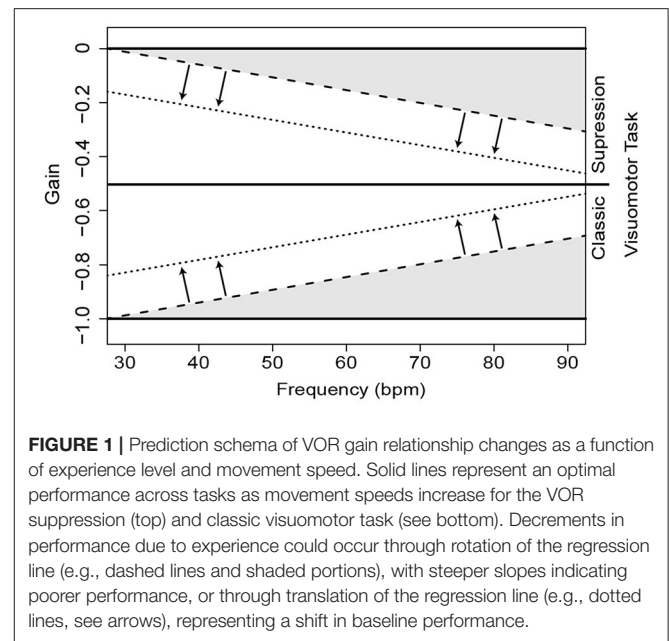 0
−0.2
−0.4
−0.6
−0.8
−1.0
Gain
30
40
50
60
70
80
90
Frequency (bpm)
Supression
Classic
Visuomotor Task
FIGURE 1 | Prediction schema of VOR gain relationship changes as a function
of experience level and movement speed. Solid lines represent an optimal
performance across tasks as movement speeds increase for the VOR
suppression (top) and classic visuomotor task (see bottom). Decrements in
performance due to experience could occur through rotation of the regression
line (e.g., dashed lines and shaded portions), with steeper slopes indicating
poorer performance, or through translation of the regression line (e.g., dotted
lines, see arrows), representing a shift in baseline performance.